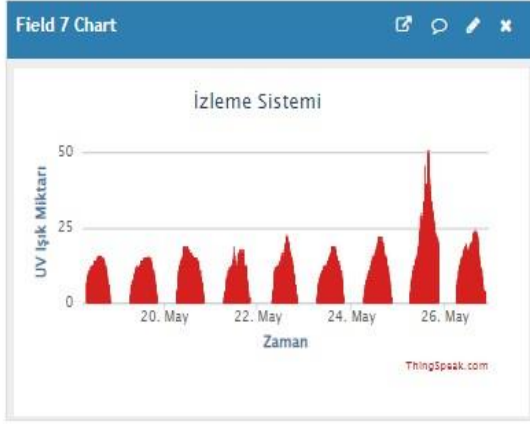 Field 7 Chart
İzleme Sistemi
UV Işık Miktarı
50
25
0
20. May
22. May
24. May
26. May
Zaman
ThingSpeak.com